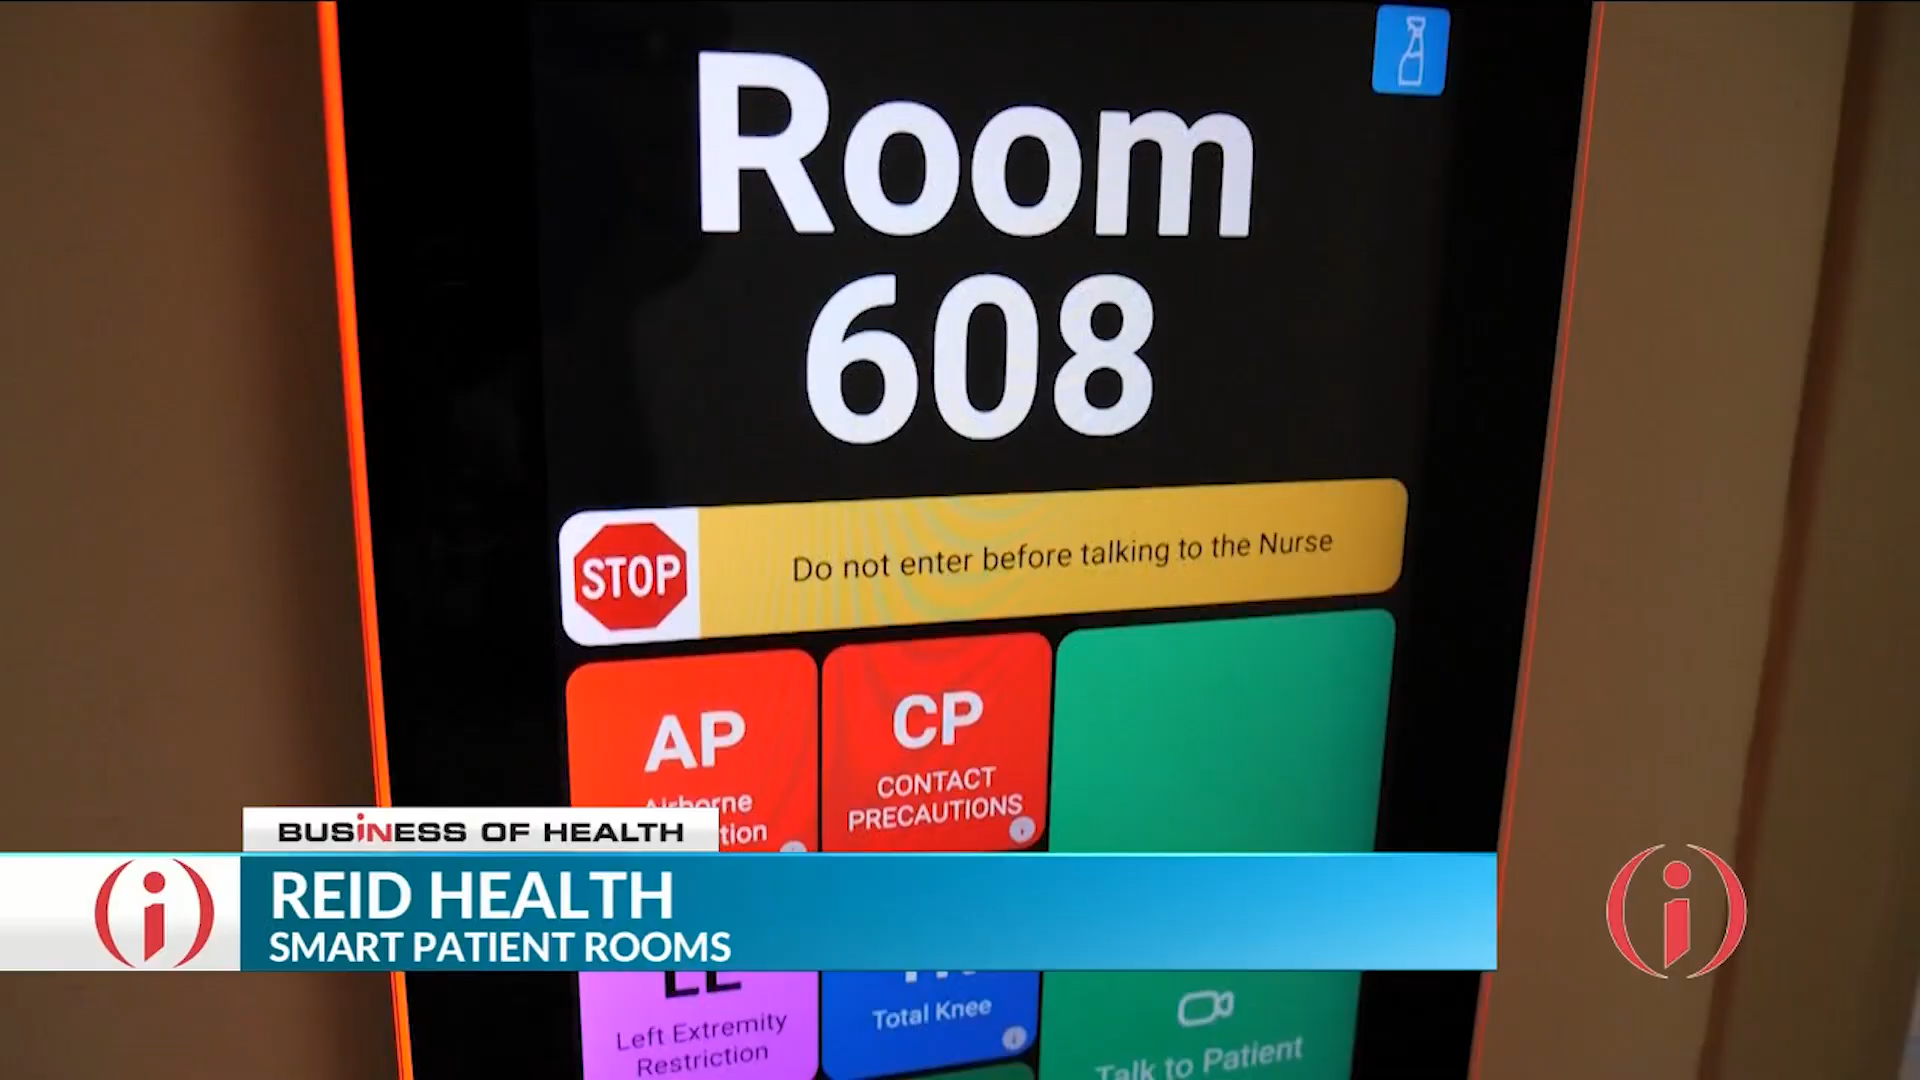 Room
608
STOP
Do not enter before talking to the Nurse
AP
Airborne
CP
CONTACT
PRECAUTIONS
BUSiNESS OF HEALTH
REID HEALTH
SMART PATIENT ROOMS
Left Extremity
Restriction
Total Knee
Talk to Patient